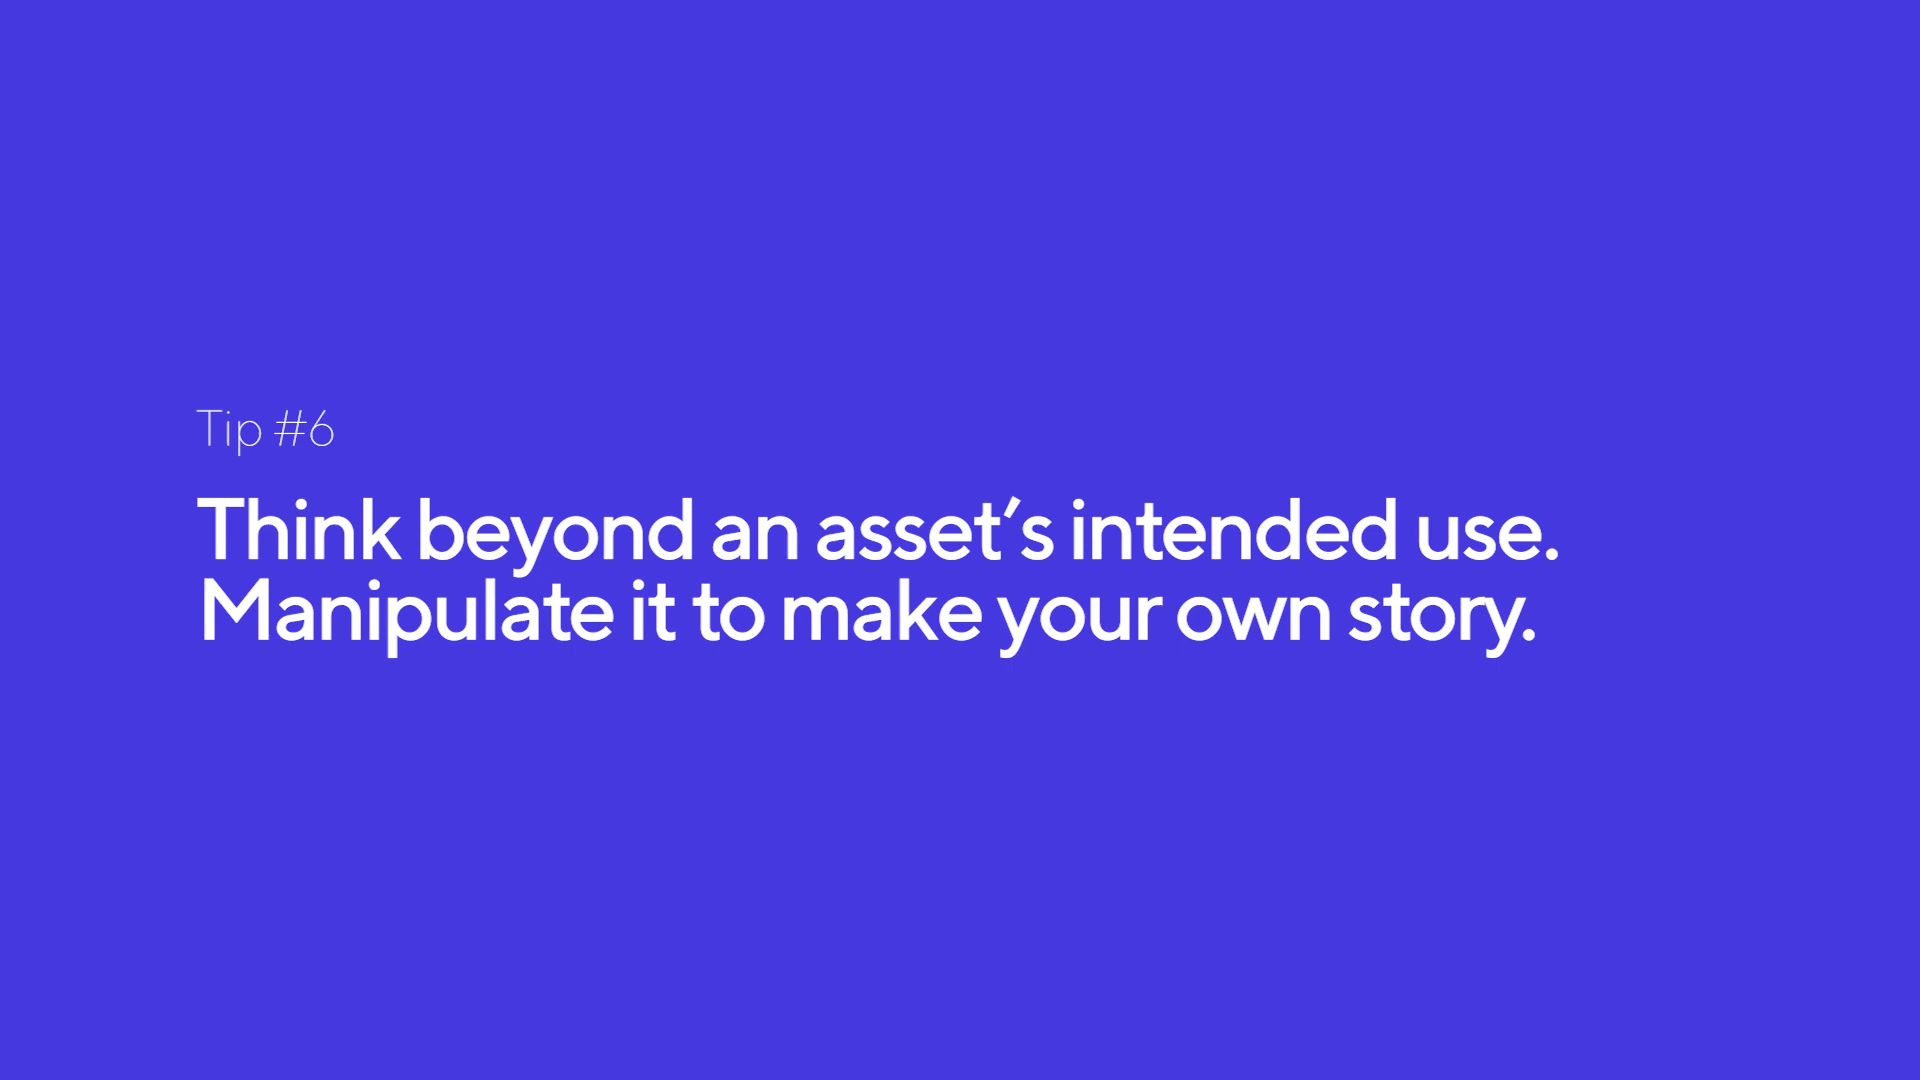 Tip #6
Think beyond an asset’s intended use.
Manipulate it to make your own story.